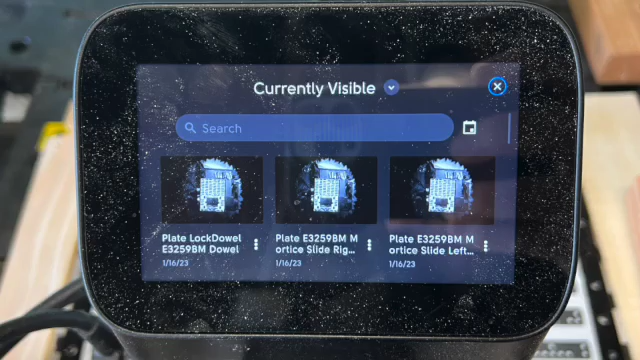 Currently Visible
Search
Plate LockDowel
E3259BM Dowel
1/16/23
Plate E3259BM M
ortice Slide Rig...
1/16/23
Plate E3259BM M
ortice Slide Left...
1/16/23